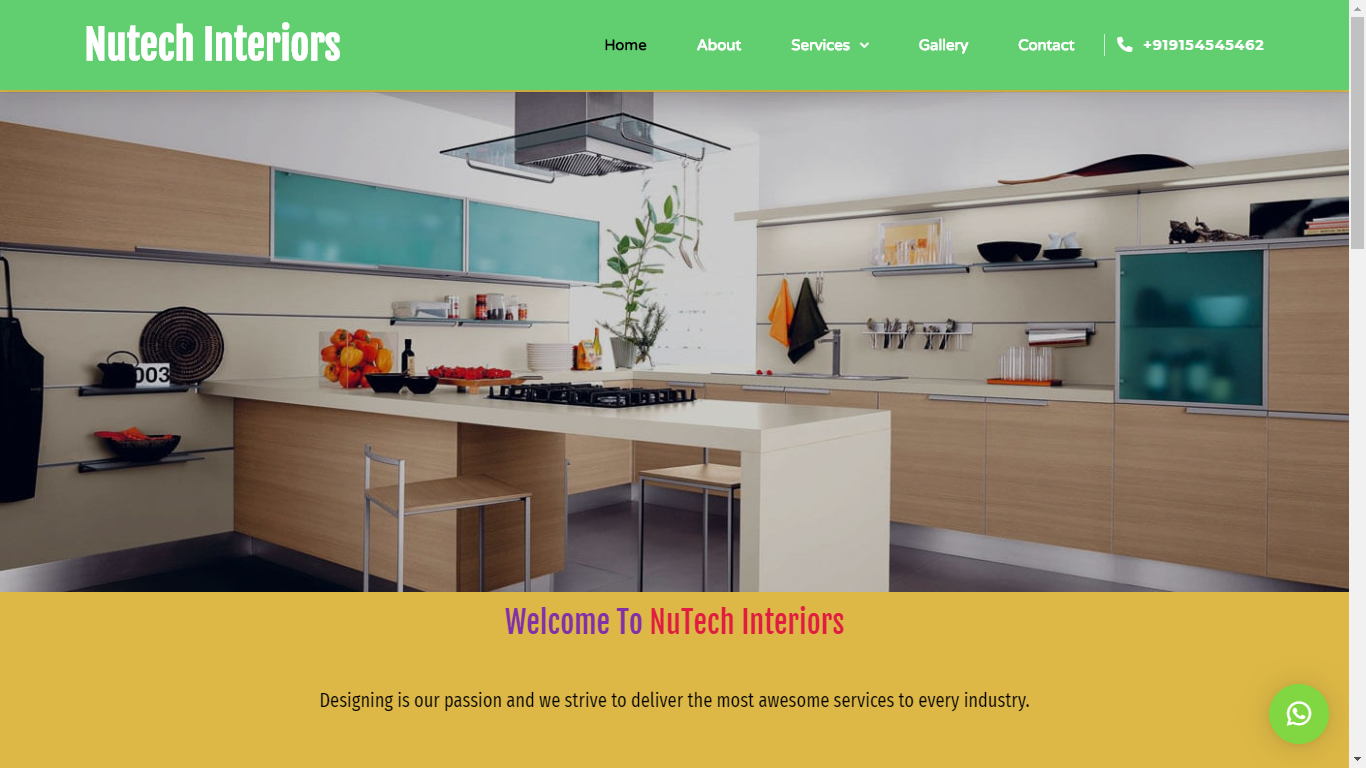 Nutech Interiors
Home About Services Gallery Contact +919154545462
003
Welcome To NuTech Interiors
Designing is our passion and we strive to deliver the most awesome services to every industry.